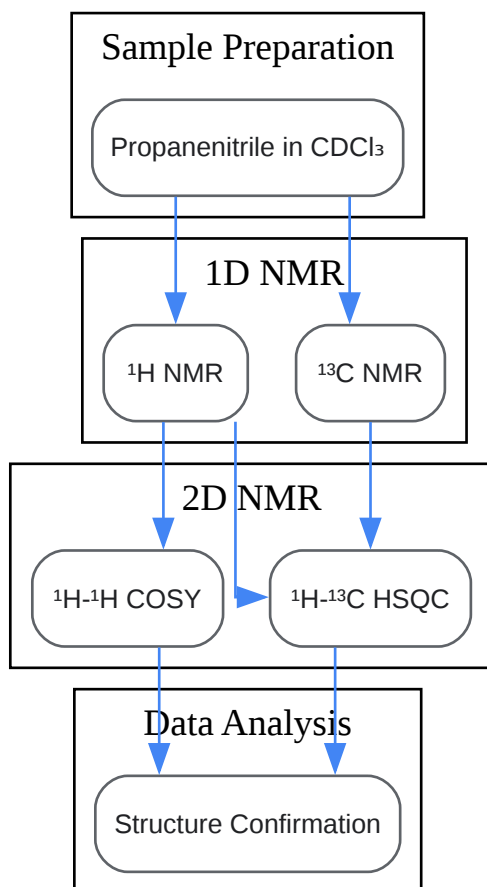 Sample Preparation
Propanenitrile in CDCl₃
1D NMR
¹H NMR
¹³C NMR
2D NMR
¹H-¹H COSY
¹H-¹³C HSQC
Data Analysis
Structure Confirmation